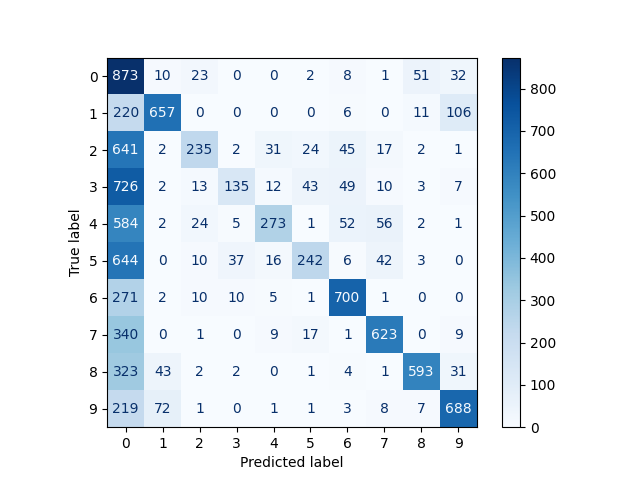 0 873 10 23 0 0 2 8 1 51 32
1 220 657 0 0 0 0 6 0 11 106
2 641 2 235 2 31 24 45 17 2 1
3 726 2 13 135 12 43 49 10 3 7
4 584 2 24 5 273 1 52 56 2 1
5 644 0 10 37 16 242 6 42 3 0
6 271 2 10 10 5 1 700 1 0 0
7 340 0 1 0 9 17 1 623 0 9
8 323 43 2 2 0 1 4 1 593 31
9 219 72 1 0 1 1 3 8 7 688
0 1 2 3 4 5 6 7 8 9
True label
Predicted label
800
700
600
500
400
300
200
100
0